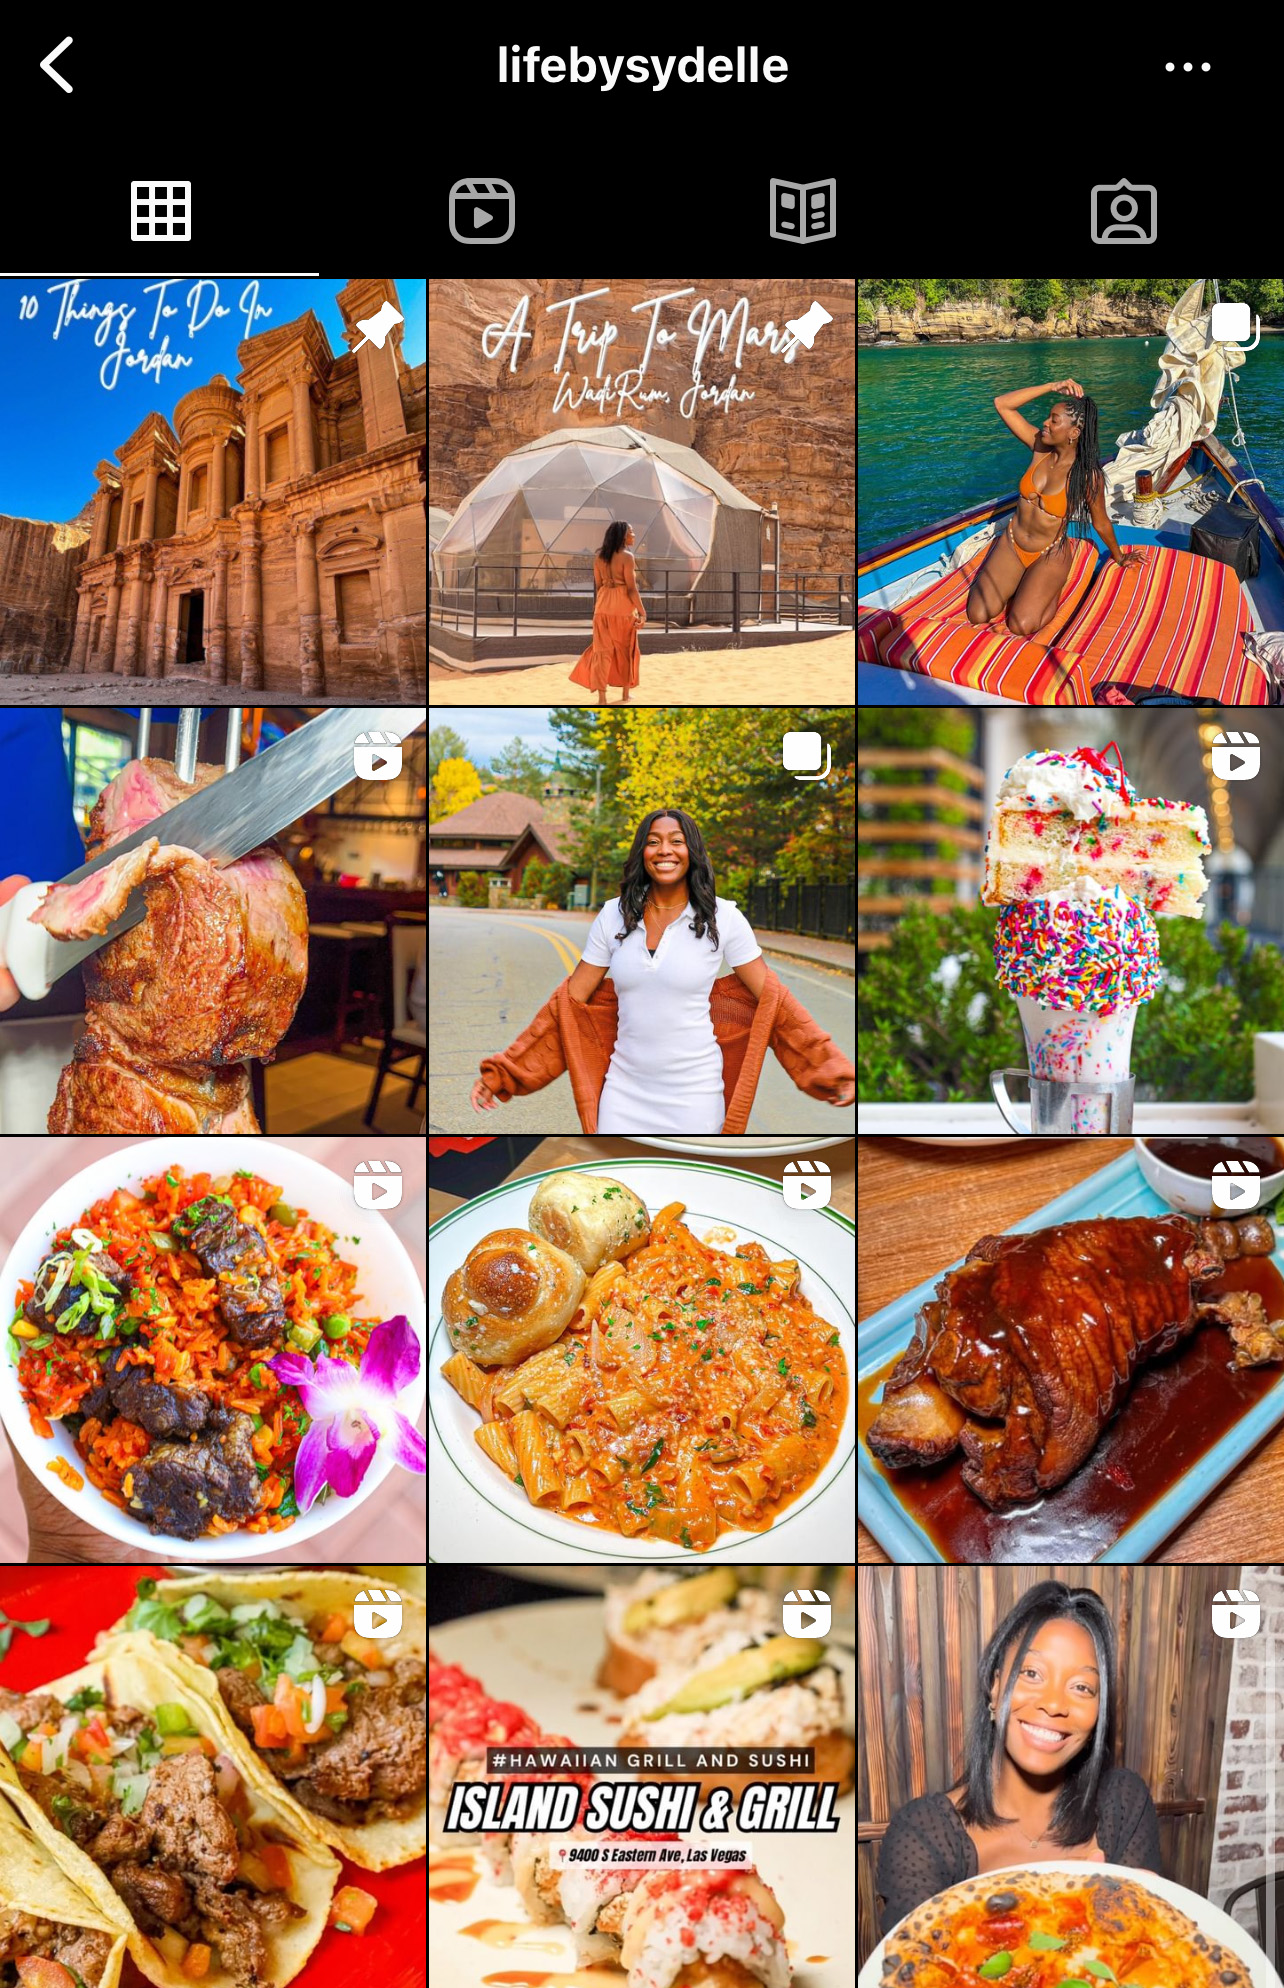 lifebysydelle
10 Things To Do In
Jordan
A Trip To Mars
Wadi Rum, Jordan
#HAWAIIAN GRILL AND SUSHI
ISLAND SUSHI & GRILL
9400 S Eastern Ave, Las Vegas